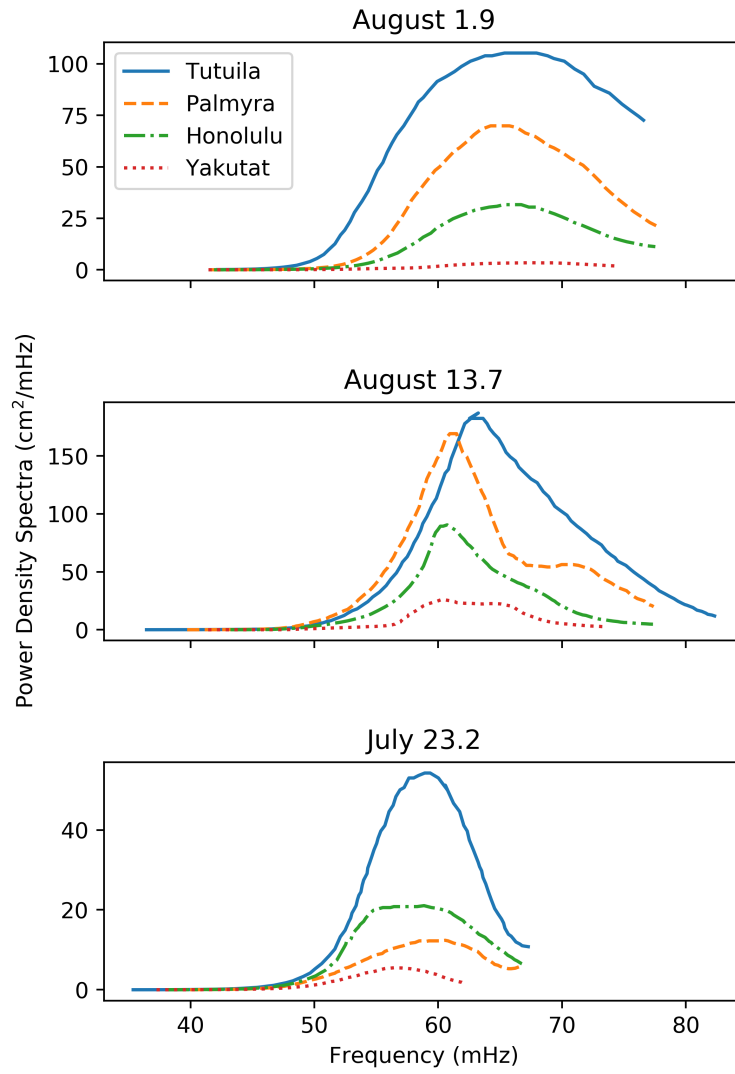 August 1.9
100
75
50
25
0
Tutuila
Palmyra
Honolulu
Yakutat
August 13.7
150
100
50
0
Power Density Spectra (cm²/mHz)
July 23.2
40
20
0
40 50 60 70 80
Frequency (mHz)